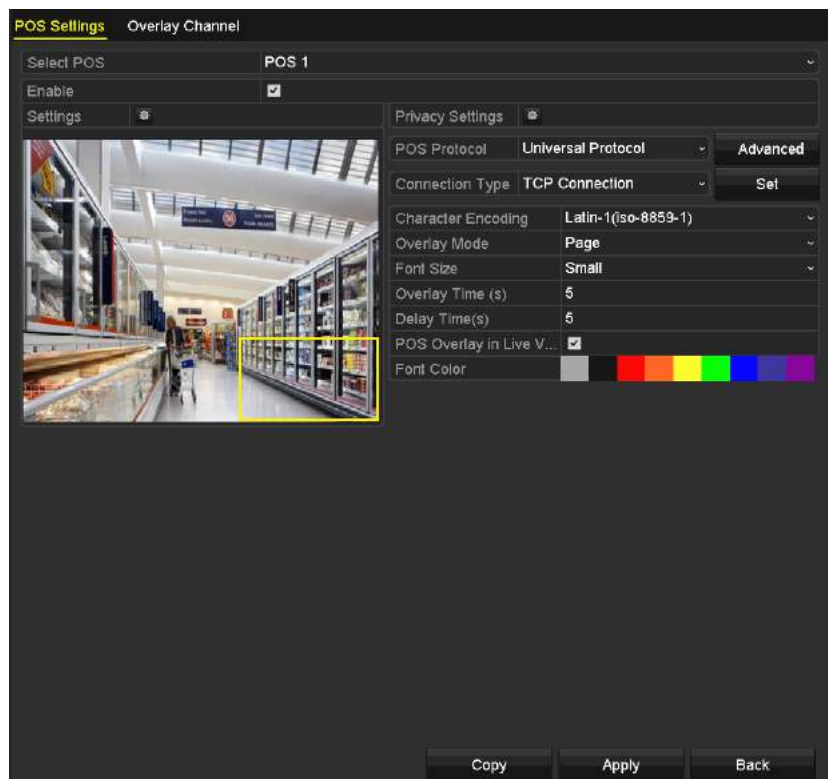 POS Settings Overlay Channel
Select POS POS 1
Enable
Settings Privacy Settings
POS Protocol Universal Protocol Advanced
Connection Type TCP Connection Set
Character Encoding Latin-1(iso-8859-1)
Overlay Mode Page
Font Size Small
Overlay Time (s) 5
Delay Time(s) 5
POS Overlay in Live V...
Font Color
Copy Apply Back